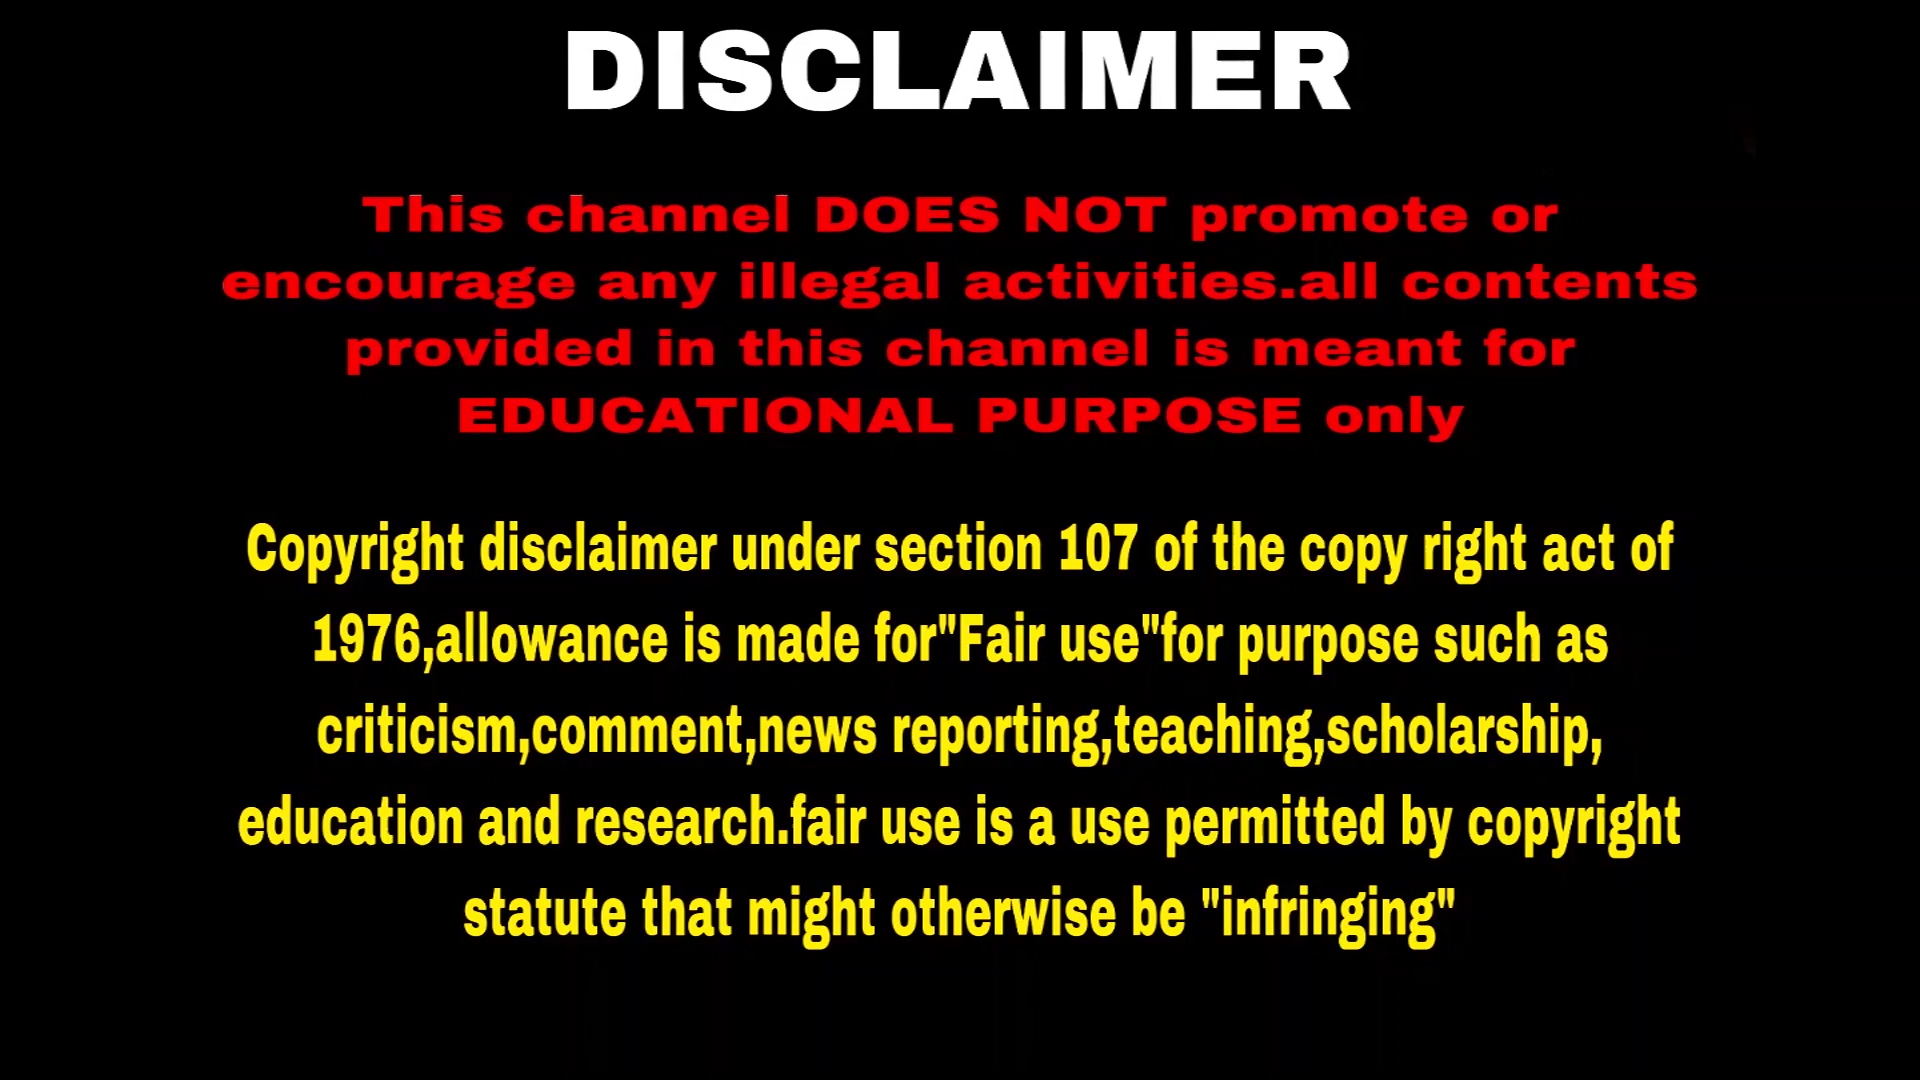 DISCLAIMER
This channel DOES NOT promote or
encourage any illegal activities.all contents
provided in this channel is meant for
EDUCATIONAL PURPOSE only
Copyright disclaimer under section 107 of the copy right act of
1976,allowance is made for"Fair use"for purpose such as
criticism,comment,news reporting,teaching,scholarship,
education and research.fair use is a use permitted by copyright
statute that might otherwise be "infringing"